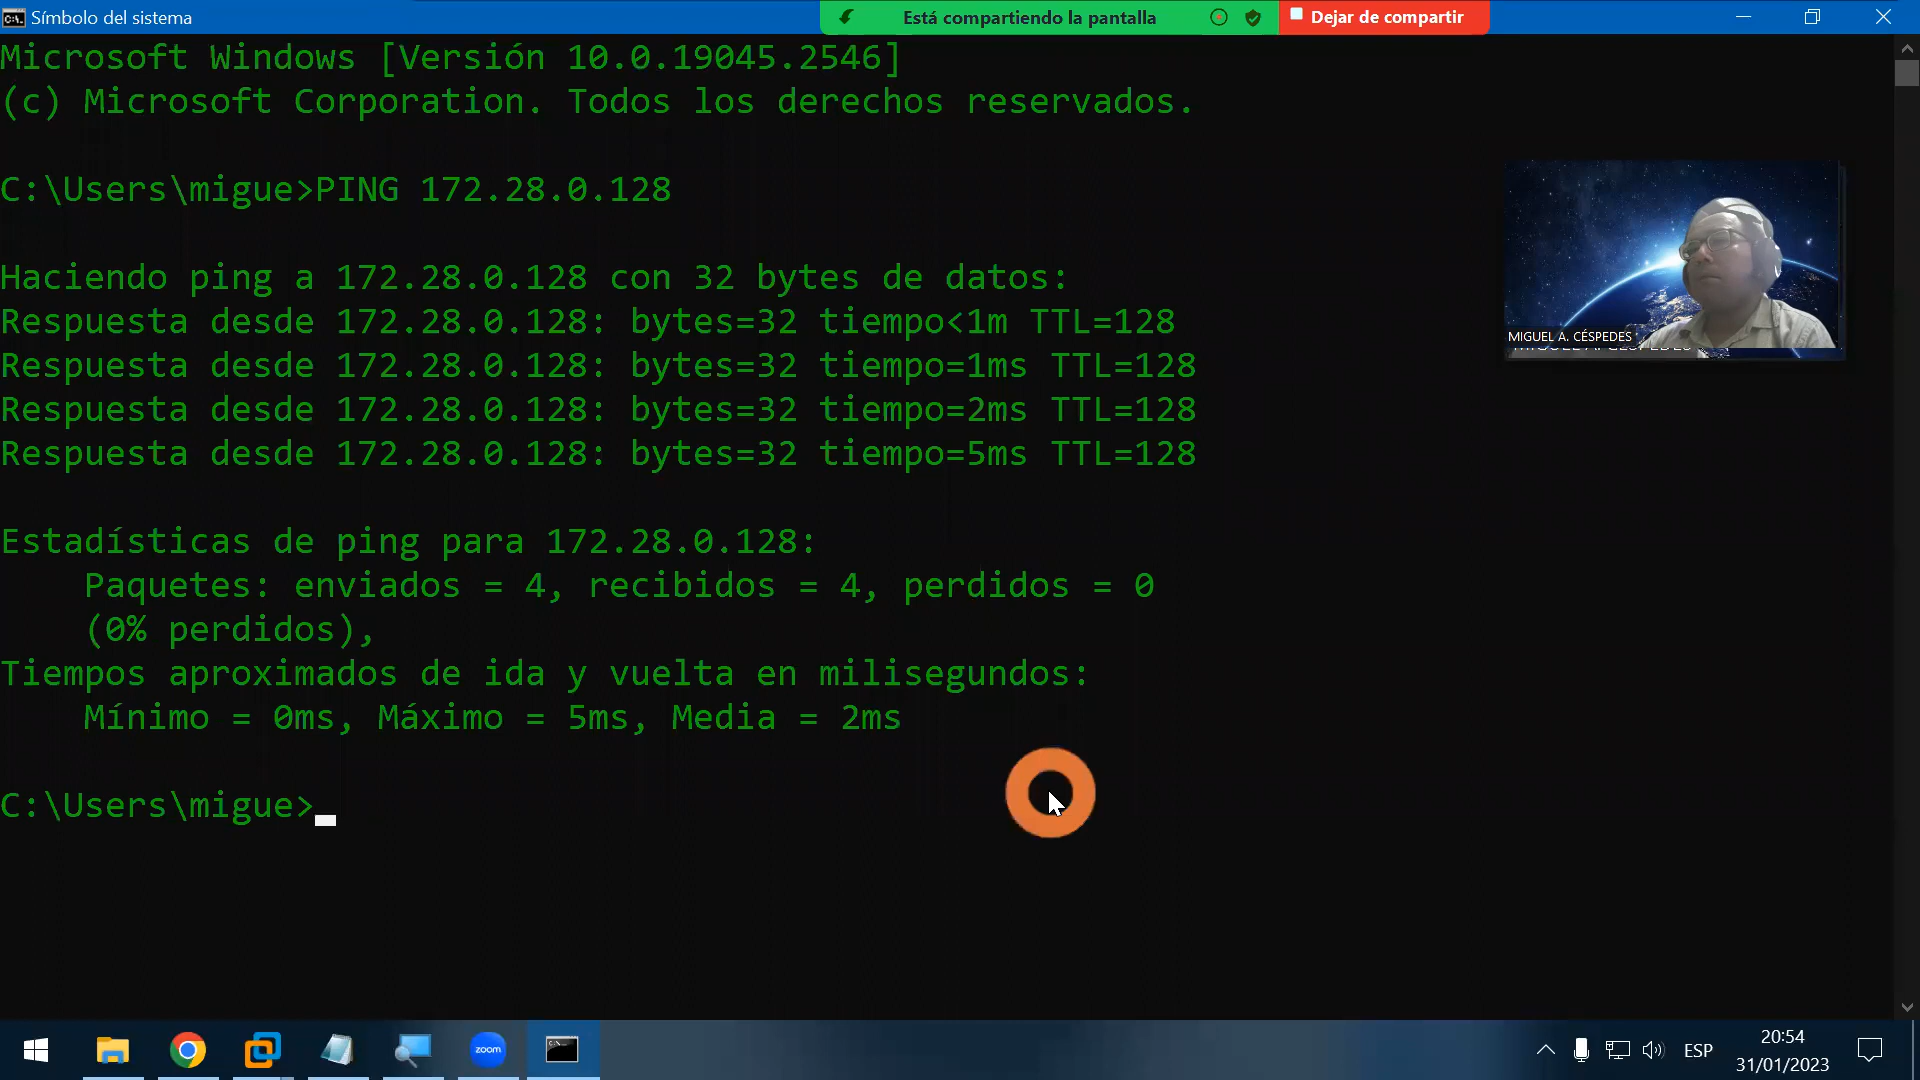 Símbolo del sistema
Está compartiendo la pantalla
Dejar de compartir
Microsoft Windows [Versión 10.0.19045.2546]
(c) Microsoft Corporation. Todos los derechos reservados.
C:\Users\migue>PING 172.28.0.128
Haciendo ping a 172.28.0.128 con 32 bytes de datos:
Respuesta desde 172.28.0.128: bytes=32 tiempo<1m TTL=128
Respuesta desde 172.28.0.128: bytes=32 tiempo=1ms TTL=128
Respuesta desde 172.28.0.128: bytes=32 tiempo=2ms TTL=128
Respuesta desde 172.28.0.128: bytes=32 tiempo=5ms TTL=128
MIGUEL A. CÉSPEDES
Estadísticas de ping para 172.28.0.128:
Paquetes: enviados = 4, recibidos = 4, perdidos = 0
(0% perdidos),
Tiempos aproximados de ida y vuelta en milisegundos:
Mínimo = 0ms, Máximo = 5ms, Media = 2ms
C:\Users\migue>
zoom
ESP
20:54
31/01/2023